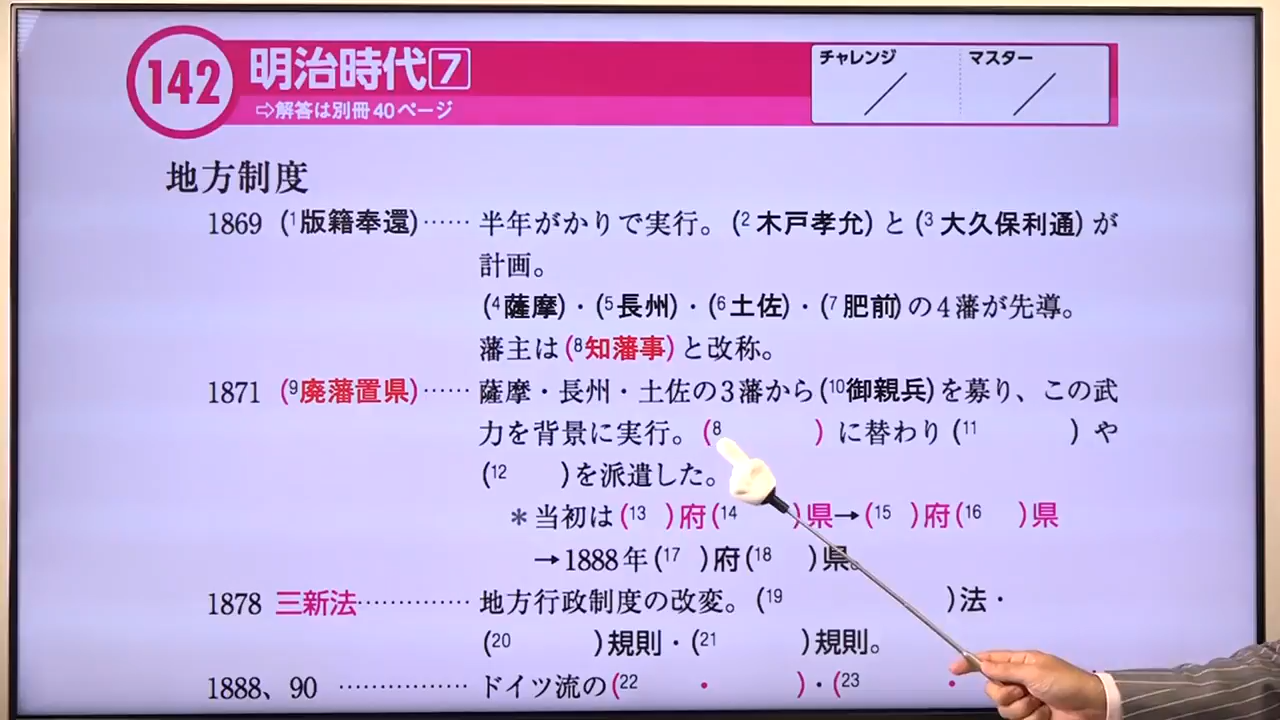 142 明治時代 7
⇨解答は別冊40ページ
チャレンジ マスター
地方制度
1869 (1版籍奉還)…… 半年がかりで実行。(2木戸孝允)と(3大久保利通)が
計画。
(4薩摩)・(5長州)・(6土佐)・(7肥前)の4藩が先導。
藩主は(8知藩事)と改称。
1871 (9廃藩置県)…… 薩摩・長州・土佐の3藩から(10御親兵)を募り、この武
力を背景に実行。(8 )に替わり(11 )や
(12 )を派遣した。
*当初は(13 )府(14 )県→(15 )府(16 )県
→1888年(17 )府(18 )県。
1878 三新法………… 地方行政制度の改変。(19 )法・
(20 )規則・(21 )規則。
1888、90 …………… ドイツ流の(22 ・ )・(23 ・